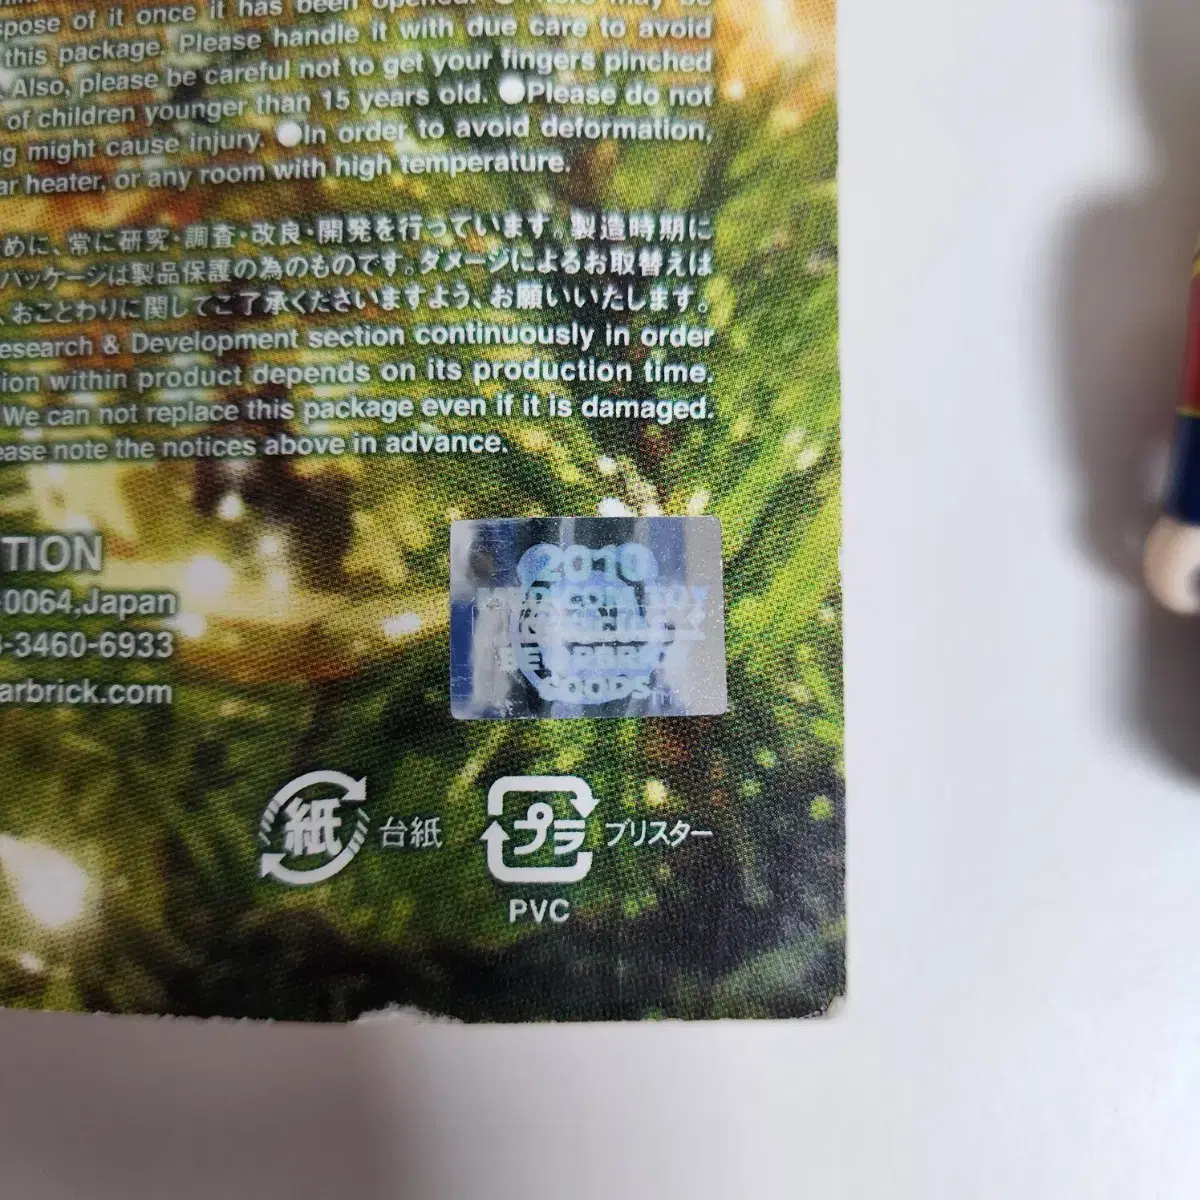 spose of it once it has been opened.
this package. Please handle it with due care to avoid
. Also, please be careful not to get your fingers pinched
of children younger than 15 years old. ●Please do not
g might cause injury. ●In order to avoid deformation,
ar heater, or any room with high temperature.
めに、常に研究・調査・改良・開発を行っています。製造時期に
パッケージは製品保護の為のものです。ダメージによるお取替えは
、おことわりに関してご了承くださいますよう、お願いいたします。
esearch & Development section continuously in order
ion within product depends on its production time.
We can not replace this package even if it is damaged.
ease note the notices above in advance.
TION
-0064,Japan
3-3460-6933
arbrick.com
2010
MEDICOM TOY
BE@RBRICK
GOODS
紙 台紙
プラ ブリスター
PVC